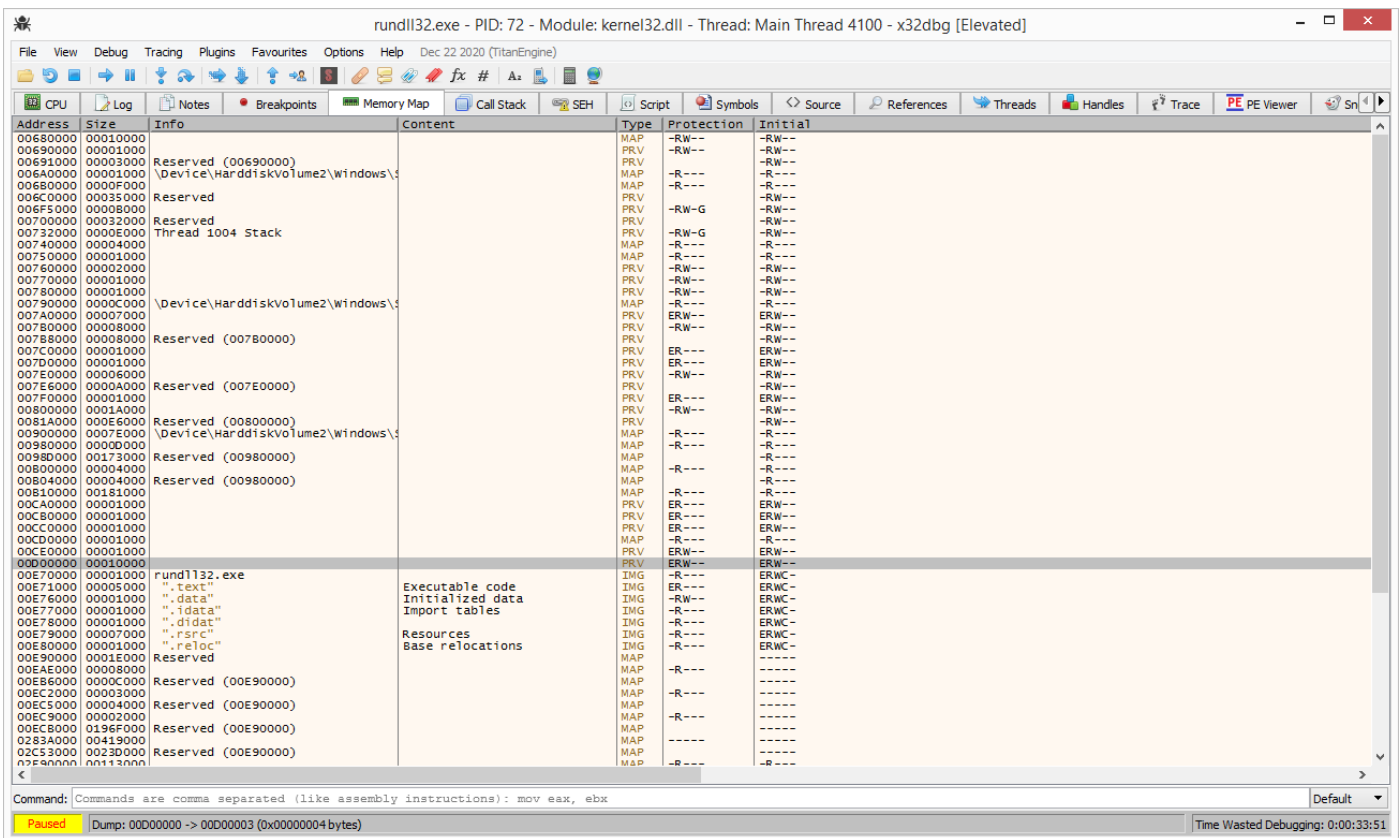 rundll32.exe - PID: 72 - Module: kernel32.dll - Thread: Main Thread 4100 - x32dbg [Elevated]
File View Debug Tracing Plugins Favourites Options Help Dec 22 2020 (TitanEngine)
CPU Log Notes Breakpoints Memory Map Call Stack SEH Script Symbols Source References Threads Handles Trace PE PE Viewer Sn
Address Size Info Content Type Protection Initial
00680000 00010000 MAP -RW-- -RW--
00690000 00001000 PRV -RW-- -RW--
00691000 00003000 Reserved (00690000) PRV -RW--
006A0000 00001000 \Device\HarddiskVolume2\Windows\S MAP -R--- -R---
006B0000 0000F000 MAP -R--- -R---
006C0000 00035000 Reserved PRV -RW--
006F5000 0000B000 PRV -RW-G -RW--
00700000 00032000 Reserved PRV -RW--
00732000 0000E000 Thread 1004 Stack PRV -RW-G -RW--
00740000 00004000 MAP -R--- -R---
00750000 00001000 MAP -R--- -R---
00760000 00002000 PRV -RW-- -RW--
00770000 00001000 PRV -RW-- -RW--
00780000 00001000 PRV -RW-- -RW--
00790000 0000C000 \Device\HarddiskVolume2\Windows\S MAP -R--- -R---
007A0000 00007000 PRV ERW-- ERW--
007B0000 00008000 PRV -RW-- -RW--
007B8000 00008000 Reserved (007B0000) PRV -RW--
007C0000 00001000 PRV ER--- ERW--
007D0000 00001000 PRV ER--- ERW--
007E0000 00006000 PRV -RW-- -RW--
007E6000 0000A000 Reserved (007E0000) PRV -RW--
007F0000 00001000 PRV ER--- ERW--
00800000 0001A000 PRV -RW-- -RW--
0081A000 000E6000 Reserved (00800000) PRV -RW--
00900000 0007E000 \Device\HarddiskVolume2\Windows\S MAP -R--- -R---
00980000 0000D000 MAP -R--- -R---
0098D000 00173000 Reserved (00980000) MAP -R---
00B00000 00004000 MAP -R--- -R---
00B04000 00004000 Reserved (00980000) MAP -R---
00B10000 00181000 MAP -R--- -R---
00CA0000 00001000 PRV ER--- ERW--
00CB0000 00001000 PRV ER--- ERW--
00CC0000 00001000 PRV ER--- ERW--
00CD0000 00001000 MAP -R--- -R---
00CE0000 00001000 PRV ERW-- ERW--
00D00000 00010000 PRV ERW-- ERW--
00E70000 00001000 rundll32.exe IMG -R--- ERWC-
00E71000 00005000 ".text" Executable code IMG ER--- ERWC-
00E76000 00001000 ".data" Initialized data IMG -RW-- ERWC-
00E77000 00001000 ".idata" Import tables IMG -R--- ERWC-
00E78000 00001000 ".didat" IMG -R--- ERWC-
00E79000 00007000 ".rsrc" Resources IMG -R--- ERWC-
00E80000 00001000 ".reloc" Base relocations IMG -R--- ERWC-
00E90000 0001E000 Reserved MAP -----
00EAE000 00008000 MAP -R--- -----
00EB6000 0000C000 Reserved (00E90000) MAP -----
00EC2000 00003000 MAP -R--- -----
00EC5000 00004000 Reserved (00E90000) MAP -----
00EC9000 00002000 MAP -R--- -----
00ECB000 0196F000 Reserved (00E90000) MAP -----
0283A000 00419000 MAP ----- -----
02C53000 0023D000 Reserved (00E90000) MAP -----
02E90000 00113000 MAP -R--- -R---
Command: Commands are comma separated (like assembly instructions): mov eax, ebx Default
Paused Dump: 00D00000 -> 00D00003 (0x00000004 bytes) Time Wasted Debugging: 0:00:33:51